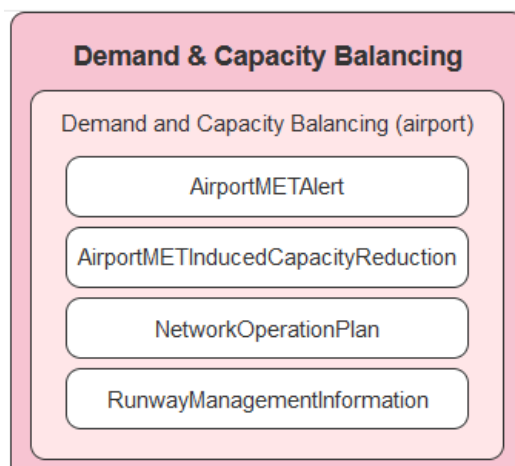 Demand & Capacity Balancing
Demand and Capacity Balancing (airport)
AirportMETAlert
AirportMETInducedCapacityReduction
NetworkOperationPlan
RunwayManagementInformation